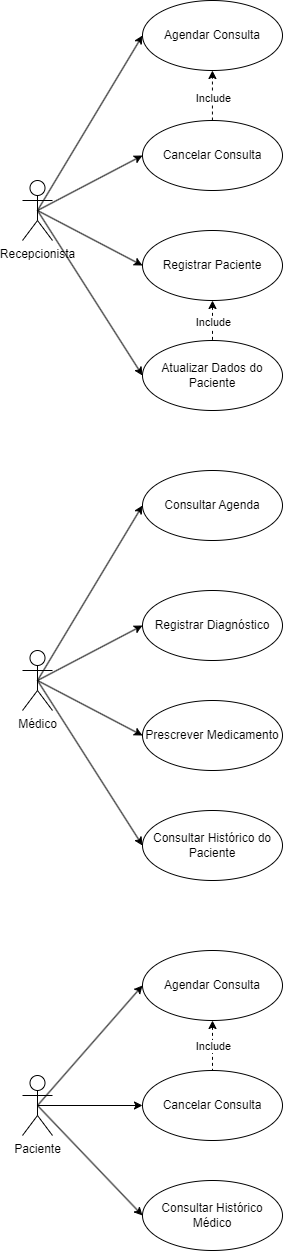 Agendar Consulta
Include
Cancelar Consulta
Recepcionista
Registrar Paciente
Include
Atualizar Dados do
Paciente
Consultar Agenda
Registrar Diagnóstico
Médico
Prescrever Medicamento
Consultar Histórico do
Paciente
Agendar Consulta
Include
Cancelar Consulta
Paciente
Consultar Histórico
Médico